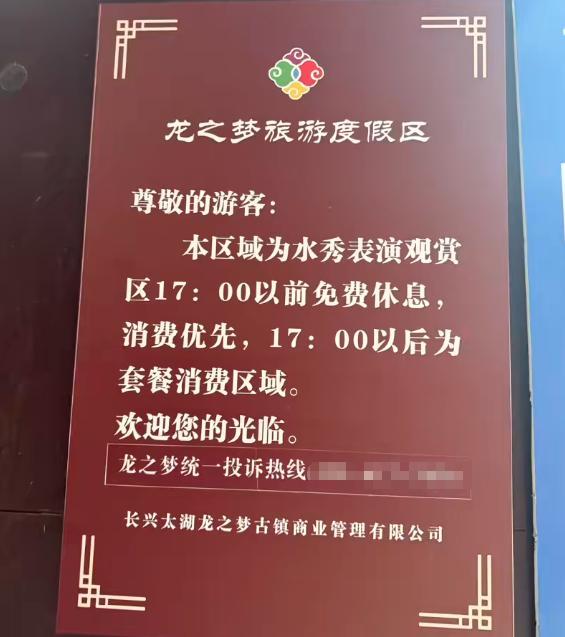 龙之梦旅游度假区
尊敬的游客：
本区域为水秀表演观赏
区17：00以前免费休息，
消费优先，17：00以后为
套餐消费区域。
欢迎您的光临。
龙之梦统一投诉热线
长兴太湖龙之梦古镇商业管理有限公司